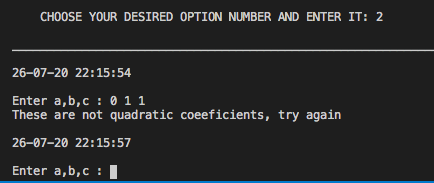 CHOOSE YOUR DESIRED OPTION NUMBER AND ENTER IT: 2
26-07-20 22:15:54
Enter a,b,c : 0 1 1
These are not quadratic coeeficients, try again
26-07-20 22:15:57
Enter a,b,c :